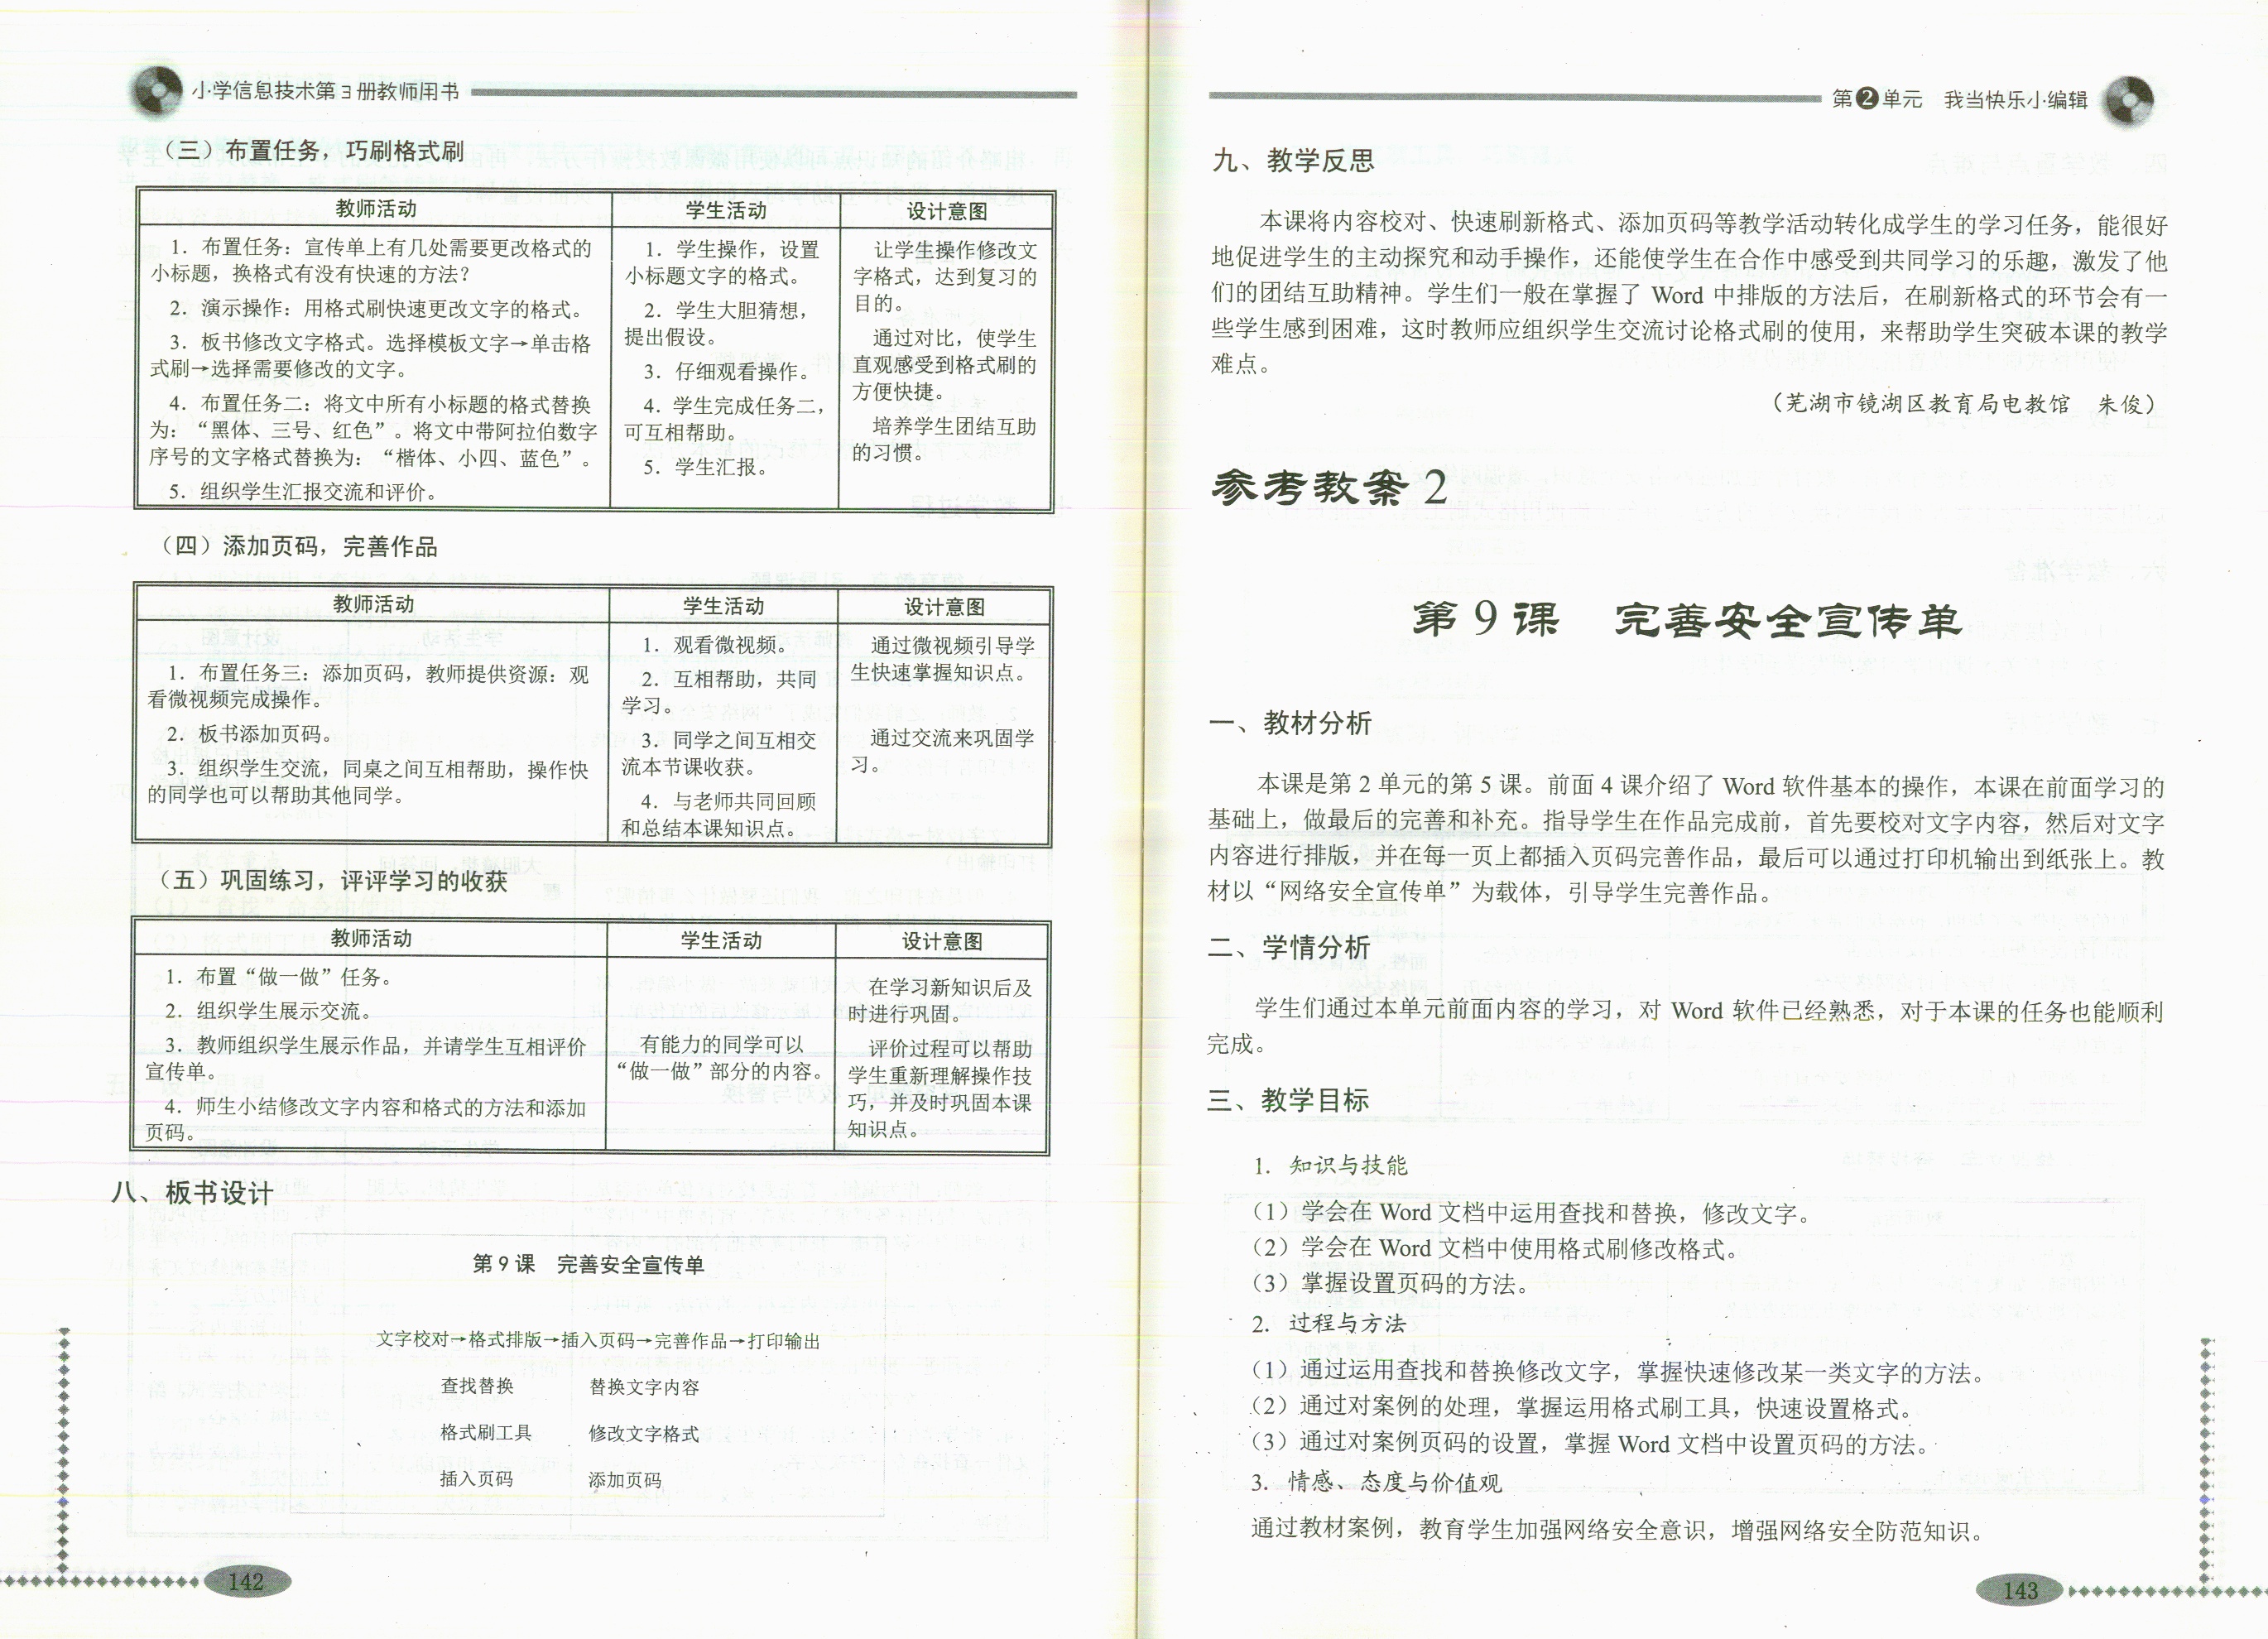 小学信息技术第3册教师用书
（三）布置任务，巧刷格式刷
教师活动
1．布置任务：宣传单上有几处需要更改格式的
小标题，换格式有没有快速的方法？
2．演示操作：用格式刷快速更改文字的格式。
3．板书修改文字格式。选择模板文字→单击格
式刷→选择需要修改的文字。
4．布置任务二：将文中所有小标题的格式替换
为：“黑体、三号、红色”。将文中带阿拉伯数字
序号的文字格式替换为：“楷体、小四、蓝色”。
5．组织学生汇报交流和评价。
学生活动
1．学生操作，设置
小标题文字的格式。
2．学生大胆猜想，
提出假设。
3．仔细观看操作。
4．学生完成任务二，
可互相帮助。
5．学生汇报。
设计意图
让学生操作修改文
字格式，达到复习的
目的。
通过对比，使学生
直观感受到格式刷的
方便快捷。
培养学生团结互助
的习惯。
（四）添加页码，完善作品
教师活动
1．布置任务三：添加页码，教师提供资源：观
看微视频完成操作。
2．板书添加页码。
3．组织学生交流，同桌之间互相帮助，操作快
的同学也可以帮助其他同学。
学生活动
1．观看微视频。
2．互相帮助，共同
学习。
3．同学之间互相交
流本节课收获。
4．与老师共同回顾
和总结本课知识点。
设计意图
通过微视频引导学
生快速掌握知识点。
通过交流来巩固学
习。
（五）巩固练习，评评学习的收获
教师活动
1．布置“做一做”任务。
2．组织学生展示交流。
3．教师组织学生展示作品，并请学生互相评价
宣传单。
4．师生小结修改文字内容和格式的方法和添加
页码。
学生活动
有能力的同学可以
“做一做”部分的内容。
设计意图
在学习新知识后及
时进行巩固。
评价过程可以帮助
学生重新理解操作技
巧，并及时巩固本课
知识点。
八、板书设计
第9课　完善安全宣传单
文字校对→格式排版→插入页码→完善作品→打印输出
查找替换　替换文字内容
格式刷工具　修改文字格式
插入页码　添加页码
142
第2单元　我当快乐小编辑
九、教学反思
本课将内容校对、快速刷新格式、添加页码等教学活动转化成学生的学习任务，能很好
地促进学生的主动探究和动手操作，还能使学生在合作中感受到共同学习的乐趣，激发了他
们的团结互助精神。学生们一般在掌握了 Word 中排版的方法后，在刷新格式的环节会有一
些学生感到困难，这时教师应组织学生交流讨论格式刷的使用，来帮助学生突破本课的教学
难点。
（芜湖市镜湖区教育局电教馆　朱俊）
参考教案 2
第 9 课　完善安全宣传单
一、教材分析
本课是第 2 单元的第 5 课。前面 4 课介绍了 Word 软件基本的操作，本课在前面学习的
基础上，做最后的完善和补充。指导学生在作品完成前，首先要校对文字内容，然后对文字
内容进行排版，并在每一页上都插入页码完善作品，最后可以通过打印机输出到纸张上。教
材以“网络安全宣传单”为载体，引导学生完善作品。
二、学情分析
学生们通过本单元前面内容的学习，对 Word 软件已经熟悉，对于本课的任务也能顺利
完成。
三、教学目标
1. 知识与技能
（1）学会在 Word 文档中运用查找和替换，修改文字。
（2）学会在 Word 文档中使用格式刷修改格式。
（3）掌握设置页码的方法。
2. 过程与方法
（1）通过运用查找和替换修改文字，掌握快速修改某一类文字的方法。
（2）通过对案例的处理，掌握运用格式刷工具，快速设置格式。
（3）通过对案例页码的设置，掌握 Word 文档中设置页码的方法。
3. 情感、态度与价值观
通过教材案例，教育学生加强网络安全意识，增强网络安全防范知识。
143